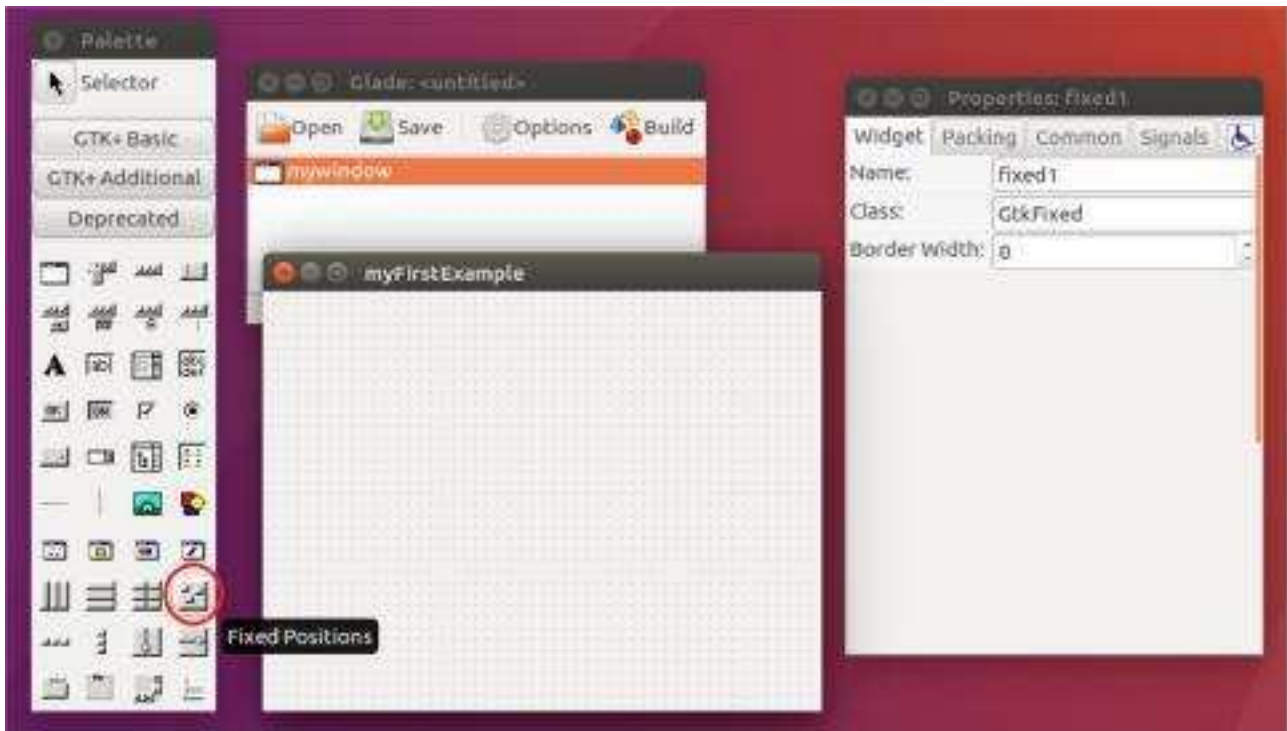 Palette
Selector
GTK+ Basic
GTK+ Additional
Deprecated
Fixed Positions
Glade: <untitled>
Open Save Options Build
mywindow
myFirstExample
Properties: fixed1
Widget Packing Common Signals
Name: fixed1
Class: GtkFixed
Border Width: 0